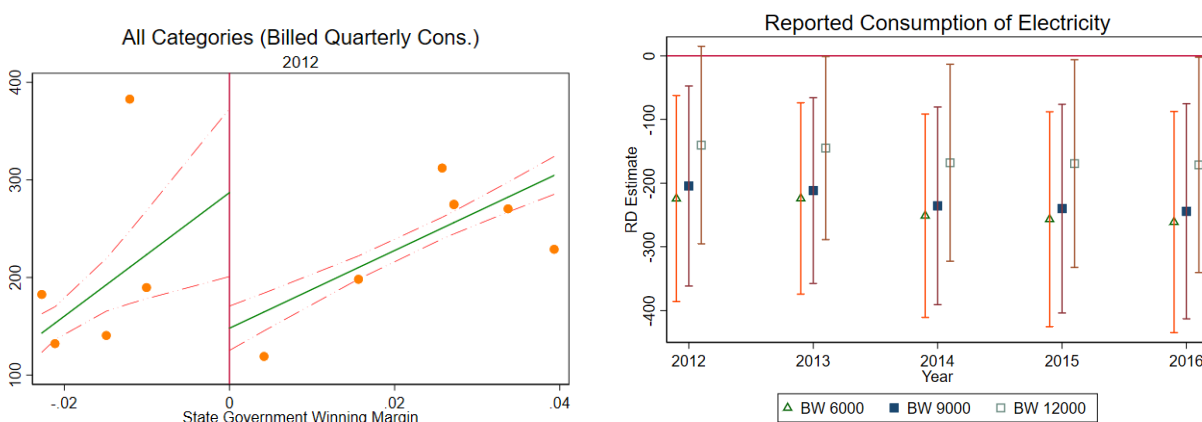 All Categories (Billed Quarterly Cons.)
2012
400
300
200
100
-.02
0
.02
.04
State Government Winning Margin
Reported Consumption of Electricity
0
-100
-200
-300
-400
RD Estimate
2012
2013
2014
2015
2016
Year
BW 6000
BW 9000
BW 12000